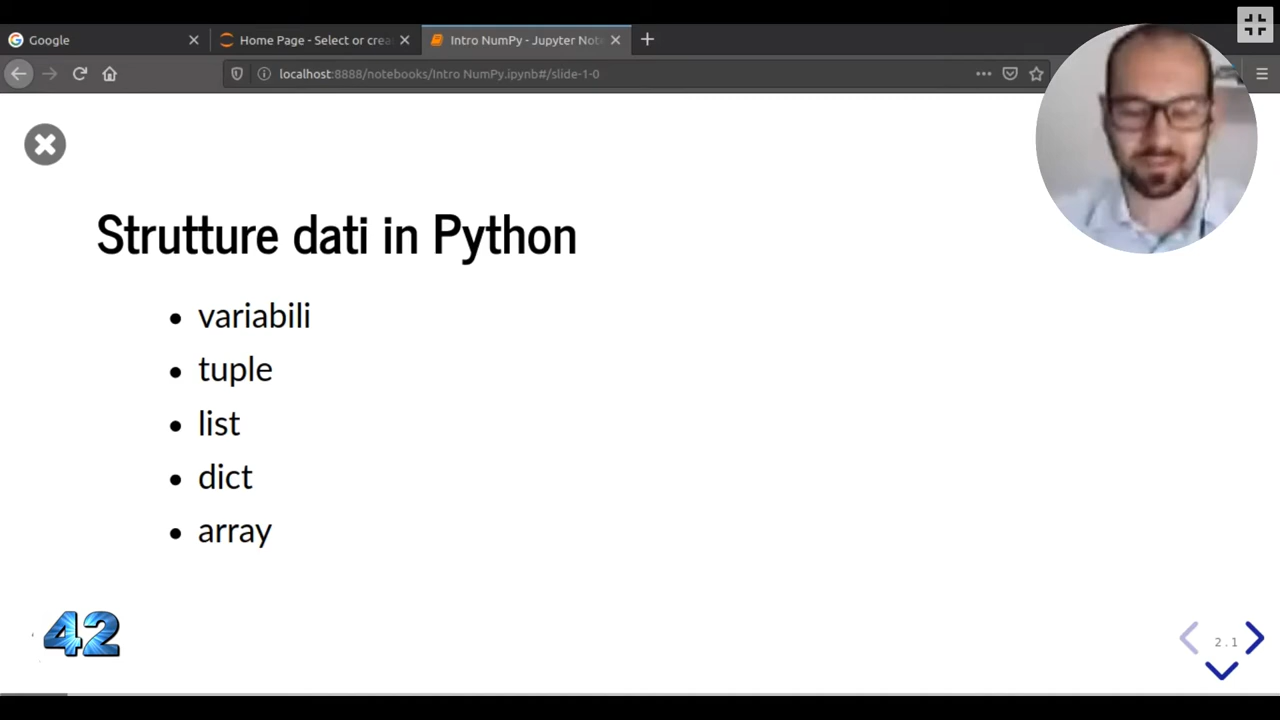 Google
Home Page - Select or crea
Intro NumPy - Jupyter Not
localhost:8888/notebooks/Intro NumPy.ipynb#/slide-1-0
Strutture dati in Python
variabili
tuple
list
dict
array
42
2.1